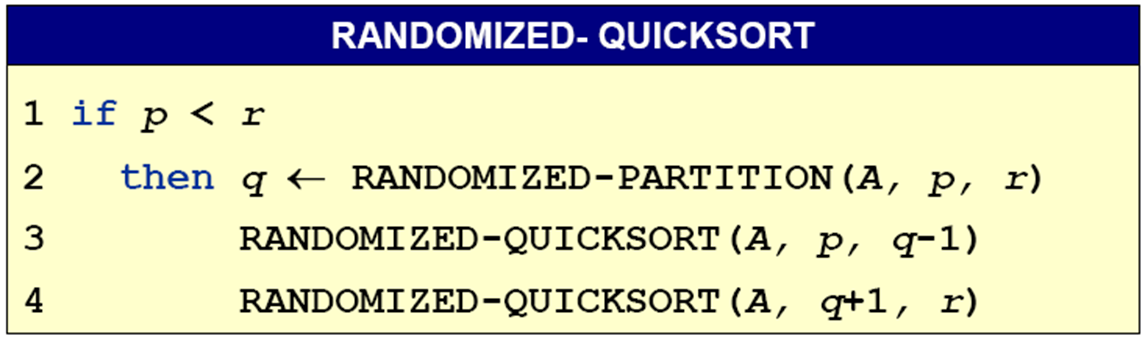 RANDOMIZED- QUICKSORT
1 if p < r
2 then q ← RANDOMIZED-PARTITION(A, p, r)
3 RANDOMIZED-QUICKSORT(A, p, q-1)
4 RANDOMIZED-QUICKSORT(A, q+1, r)